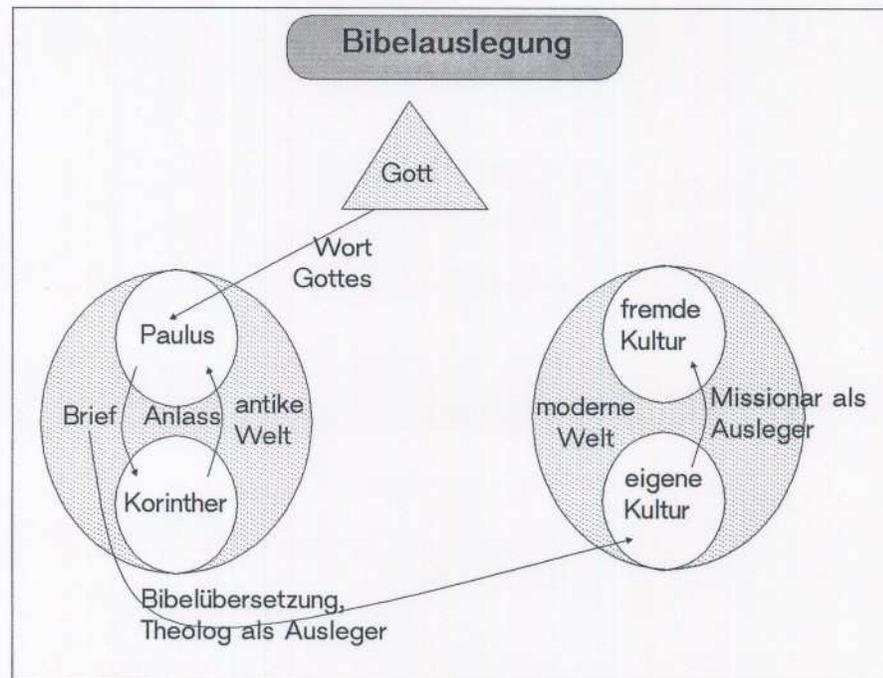 Bibelauslegung
Gott
Wort
Gottes
Paulus
Brief
Anlass
antike
Welt
Korinther
fremde
Kultur
moderne
Welt
Missionar als
Ausleger
eigene
Kultur
Bibelübersetzung,
Theolog als Ausleger